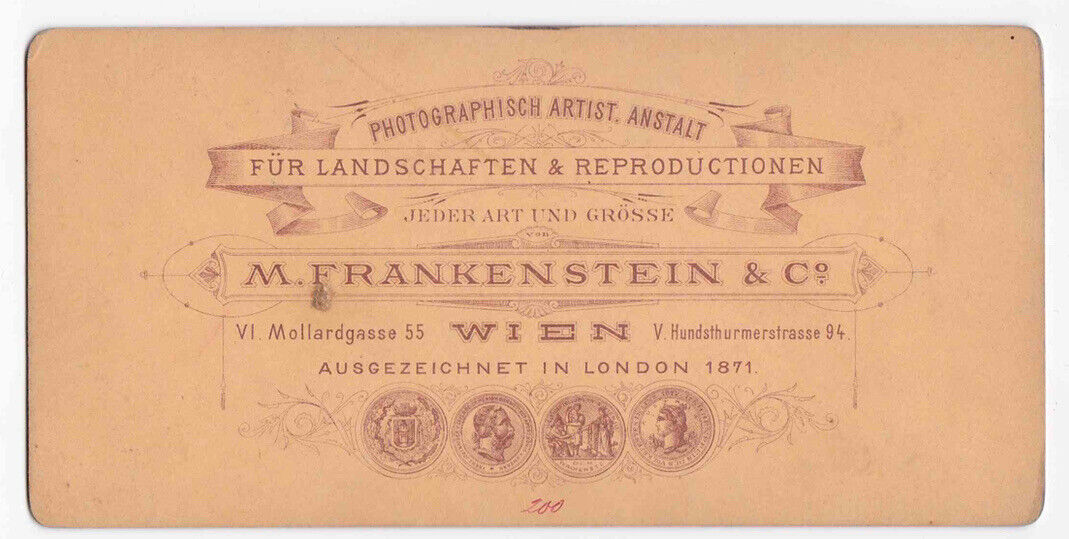 PHOTOGRAPHISCH ARTIST. ANSTALT
FÜR LANDSCHAFTEN & REPRODUCTIONEN
JEDER ART UND GRÖSSE
VON
M. FRANKENSTEIN & Cº
VI. Mollardgasse 55 WIEN V. Hundsthurmerstrasse 94.
AUSGEZEICHNET IN LONDON 1871.
200